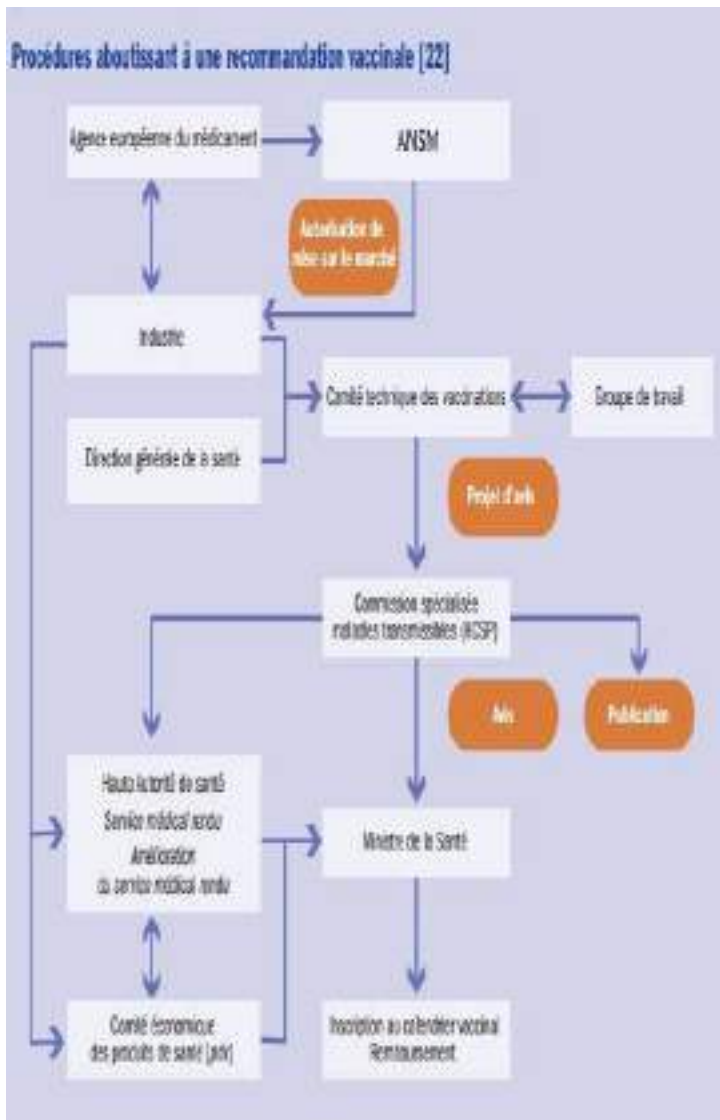 Procédures aboutissant à une recommandation vaccinale [22]
Agence européenne du médicament
ANSM
Autorisation de
mise sur le marché
Industrie
Comité technique des vaccinations
Groupe de travail
Direction générale de la santé
Projet d'avis
Commission spécialisée
maladies transmissibles (HCSP)
Avis
Publication
Haute Autorité de santé
Service médical rendu
Amélioration
du service médical rendu
Ministre de la Santé
Comité économique
des produits de santé [prix]
Inscription au calendrier vaccinal
Remboursement